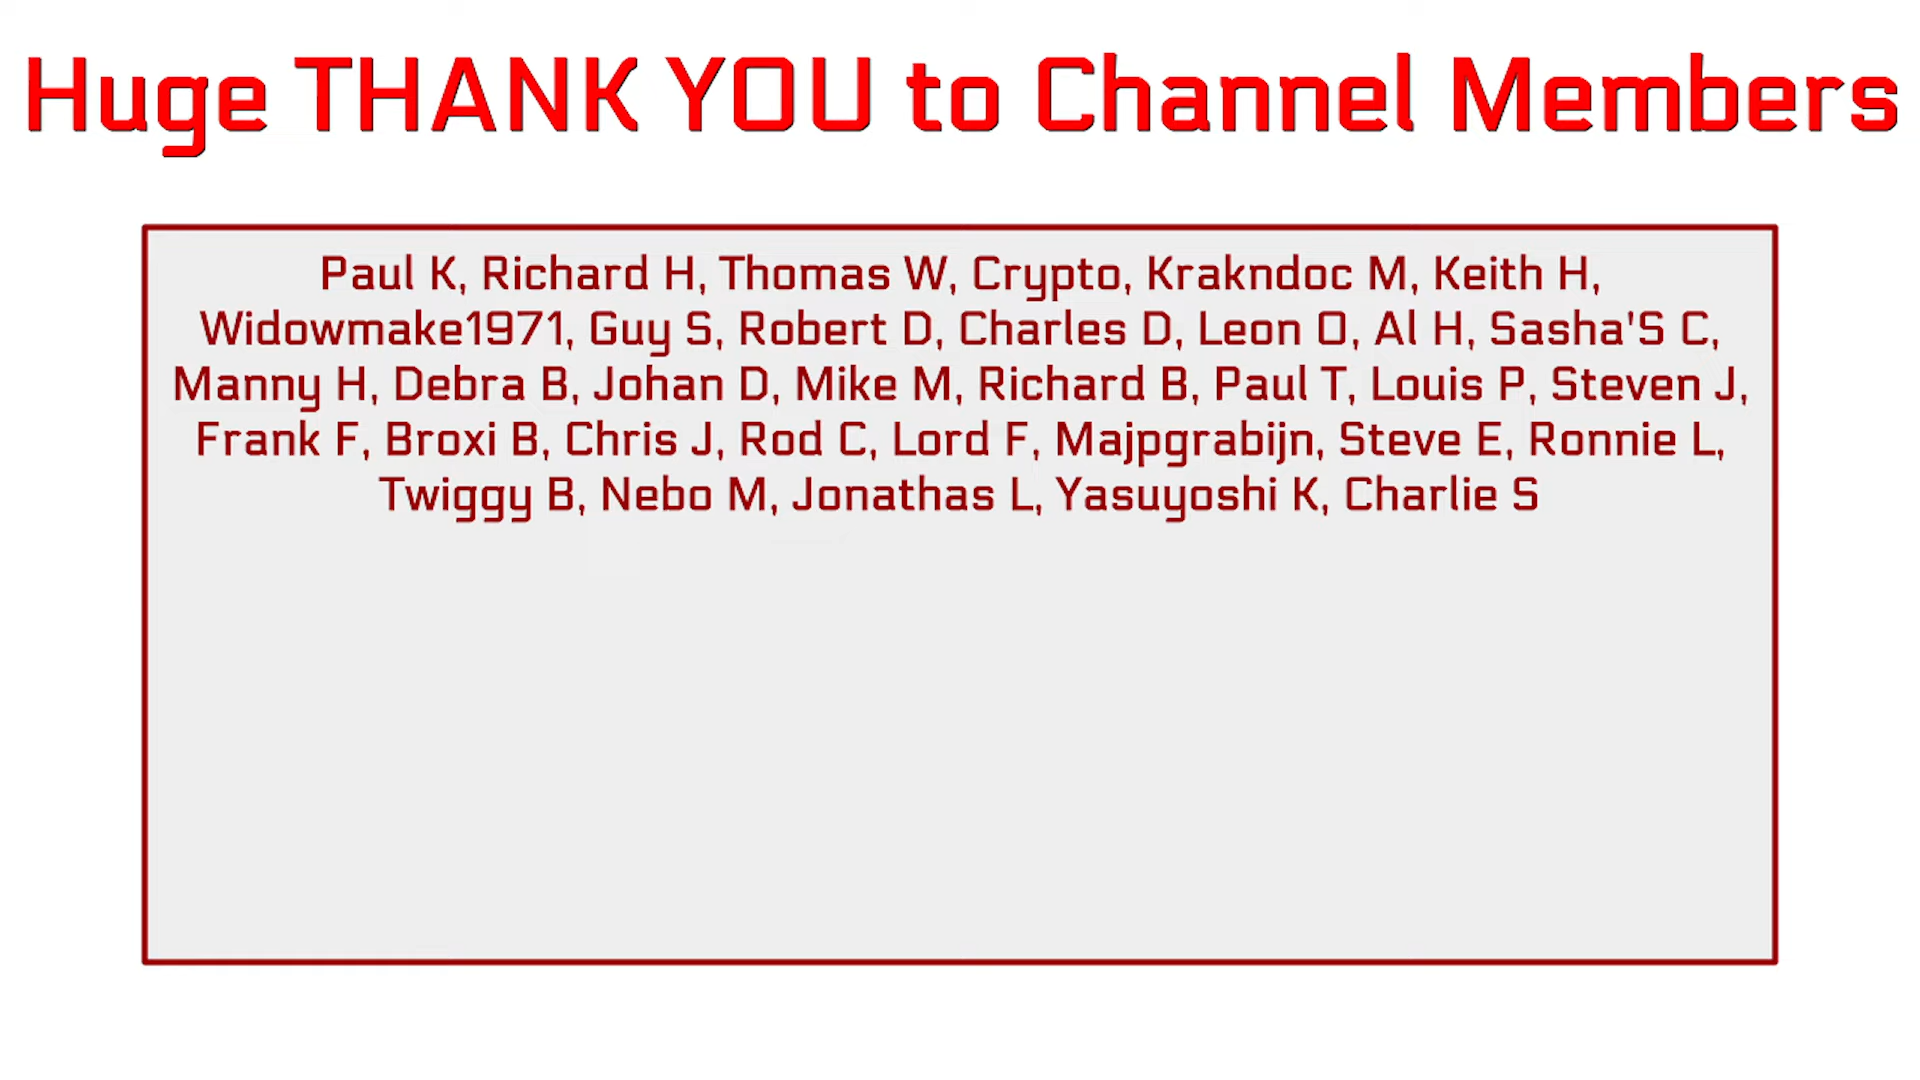 Huge THANK YOU to Channel Members
Paul K, Richard H, Thomas W, Crypto, Krakndoc M, Keith H,
Widowmake1971, Guy S, Robert D, Charles D, Leon O, Al H, Sasha'S C,
Manny H, Debra B, Johan D, Mike M, Richard B, Paul T, Louis P, Steven J,
Frank F, Broxi B, Chris J, Rod C, Lord F, Majpgrabijn, Steve E, Ronnie L,
Twiggy B, Nebo M, Jonathas L, Yasuyoshi K, Charlie S